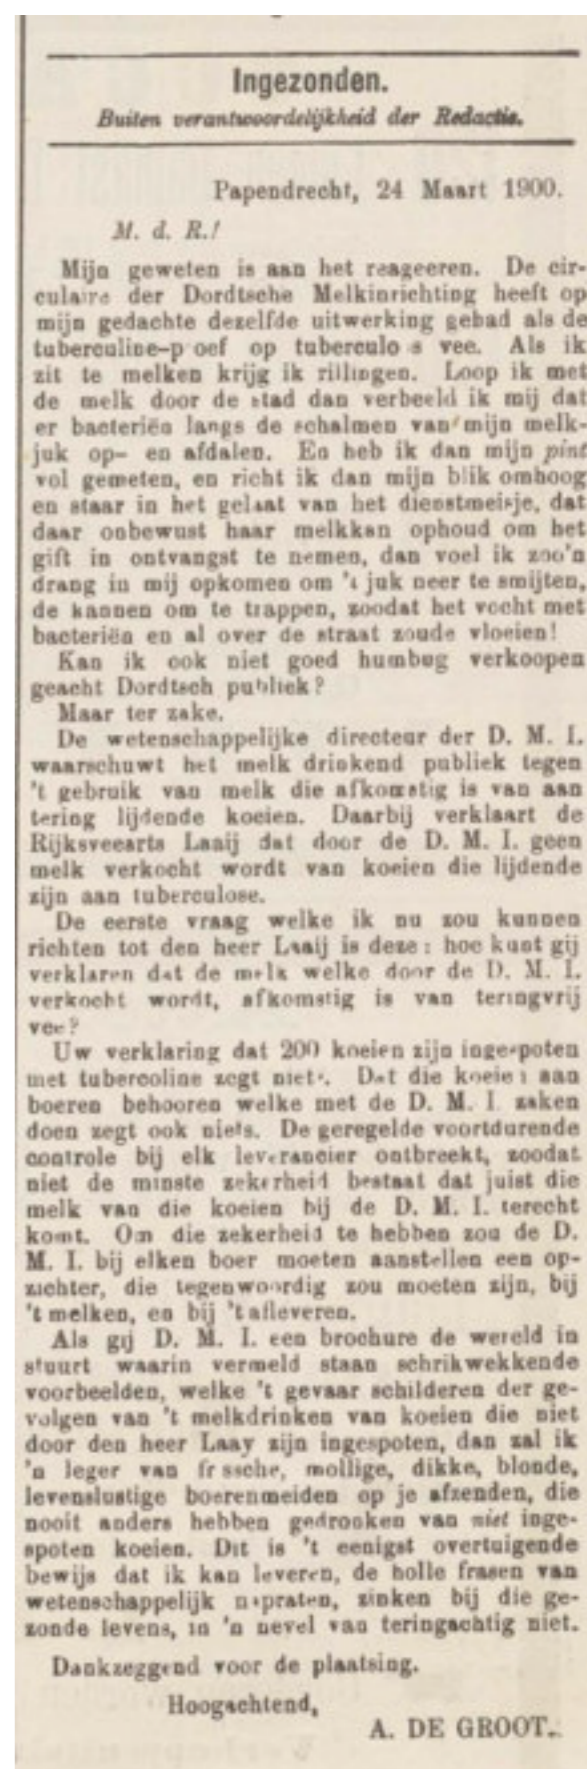 Ingezonden.
Buiten verantwoordelijkheid der Redactie.
Papendrecht, 24 Maart 1900.
M. d. R.!
Mijn geweten is aan het reageeren. De cir-
culaire der Dordtsche Melkinrichting heeft op
mijn gedachte dezelfde uitwerking gehad als de
tuberculine-p oef op tuberculo s vee. Als ik
zit te melken krijg ik rillingen. Loop ik met
de melk door de stad dan verbeeld ik mij dat
er bacteriën langs de schalmen van mijn melk-
juk op- en afdalen. En heb ik dan mijn pint
vol gemeten, en richt ik dan mijn blik omhoog
en staar in het gelaat van het dienstmeisje, dat
daar onbewust haar melkkan ophoud om het
gift in ontvangst te nemen, dan voel ik zoo'n
drang in mij opkomen om 't juk neer te smijten,
de kannen om te trappen, zoodat het vocht met
bacteriën en al over de straat zoude vloeien!
Kan ik ook niet goed humbug verkoopen
geacht Dordtsch publiek?
Maar ter zake.
De wetenschappelijke directeur der D. M. I.
waarschuwt het melk drinkend publiek tegen
't gebruik van melk die afkomstig is van aan
tering lijdende koeien. Daarbij verklaart de
Rijksveearts Laaij dat door de D. M. I. geen
melk verkocht wordt van koeien die lijdende
zijn aan tuberculose.
De eerste vraag welke ik nu zou kunnen
richten tot den heer Laaij is deze: hoe kunt gij
verklaren dat de melk welke door de D. M. I.
verkocht wordt, afkomstig is van teringvrij
vee?
Uw verklaring dat 200 koeien zijn ingespoten
met tubercoline zegt niets. Dat die koeien aan
boeren behooren welke met de D. M. I. zaken
doen zegt ook niets. De geregelde voortdurende
controle bij elk leverancier ontbreekt, zoodat
niet de minste zekerheid bestaat dat juist die
melk van die koeien bij de D. M. I. terecht
komt. Om die zekerheid te hebben zou de D.
M. I. bij elken boer moeten aanstellen een op-
zichter, die tegenwoordig zou moeten zijn, bij
't melken, en bij 't afleveren.
Als gij D. M. I. een brochure de wereld in
stuurt waarin vermeld staan schrikwekkende
voorbeelden, welke 't gevaar schilderen der ge-
volgen van 't melkdrinken van koeien die niet
door den heer Laay zijn ingespoten, dan zal ik
'n leger van frissche, mollige, dikke, blonde,
levenslustige boerenmeiden op je afzenden, die
nooit anders hebben gedronken van niet inge-
spoten koeien. Dit is 't eenigst overtuigende
bewijs dat ik kan leveren, de holle frasen van
wetenschappelijk napraten, zinken bij die ge-
zonde levens, in 'n nevel van teringachtig niet.
Dankzeggend voor de plaatsing.
Hoogachtend,
A. DE GROOT.